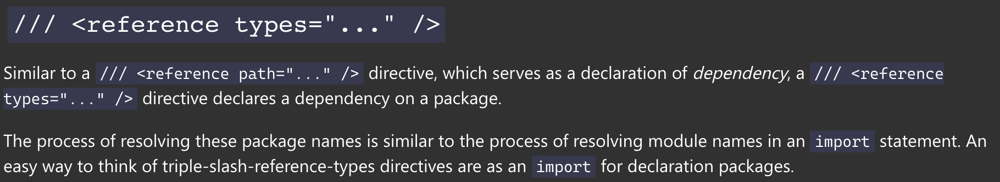 /// <reference types="..." />
Similar to a /// <reference path="..." /> directive, which serves as a declaration of dependency, a /// <reference
types="..." /> directive declares a dependency on a package.
The process of resolving these package names is similar to the process of resolving module names in an import statement. An
easy way to think of triple-slash-reference-types directives are as an import for declaration packages.